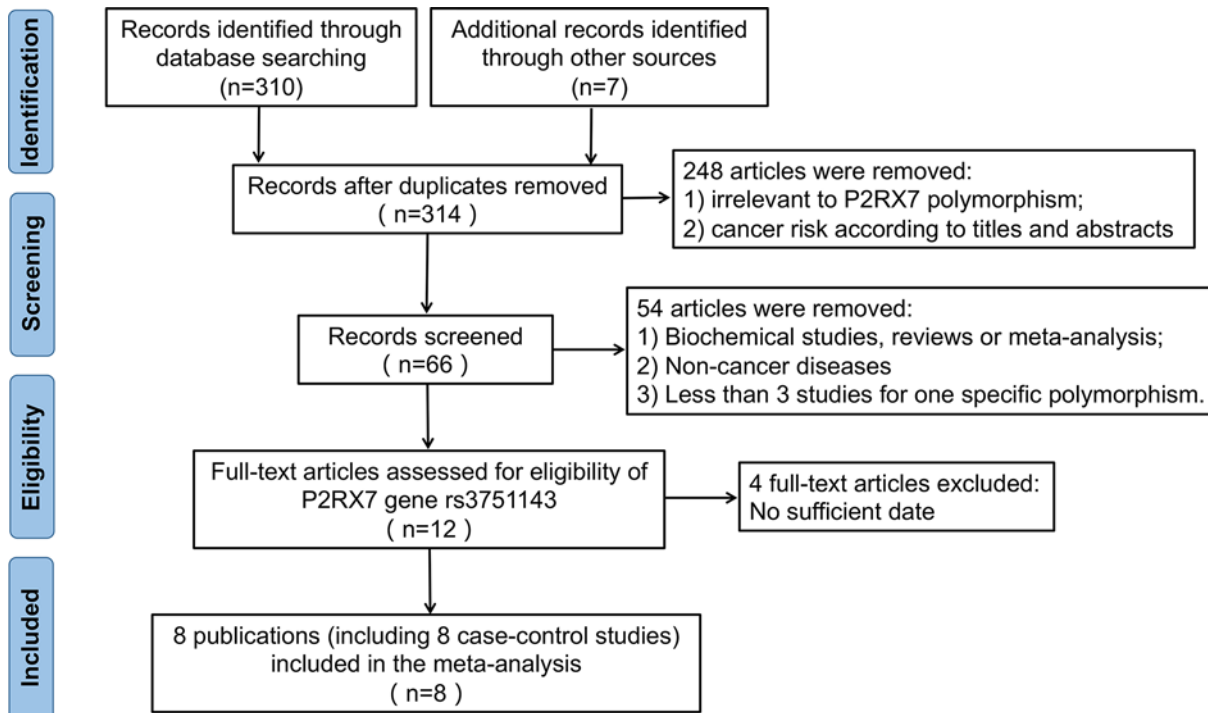 Identification
Records identified through
database searching
(n=310)
Additional records identified
through other sources
(n=7)
Records after duplicates removed
( n=314 )
248 articles were removed:
1) irrelevant to P2RX7 polymorphism;
2) cancer risk according to titles and abstracts
Screening
Records screened
( n=66 )
54 articles were removed:
1) Biochemical studies, reviews or meta-analysis;
2) Non-cancer diseases
3) Less than 3 studies for one specific polymorphism.
Eligibility
Full-text articles assessed for eligibility of
P2RX7 gene rs3751143
( n=12 )
4 full-text articles excluded:
No sufficient date
Included
8 publications (including 8 case-control studies)
included in the meta-analysis
( n=8 )